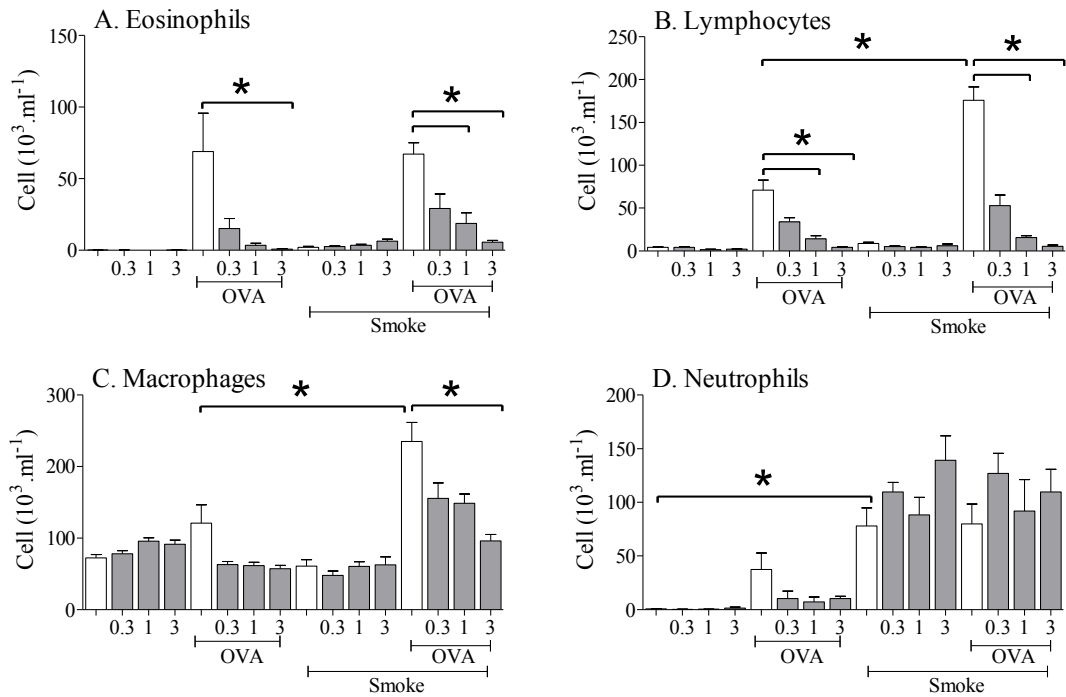 A. Eosinophils
150
100
50
0
Cell (10³.ml⁻¹)
*
*
0.3 1 3 0.3 1 3 0.3 1 3 0.3 1 3
OVA OVA
Smoke
B. Lymphocytes
250
200
150
100
50
0
Cell (10³.ml⁻¹)
*
*
*
0.3 1 3 0.3 1 3 0.3 1 3 0.3 1 3
OVA OVA
Smoke
C. Macrophages
300
200
100
0
Cell (10³.ml⁻¹)
*
*
0.3 1 3 0.3 1 3 0.3 1 3 0.3 1 3
OVA OVA
Smoke
D. Neutrophils
200
150
100
50
0
Cell (10³.ml⁻¹)
*
0.3 1 3 0.3 1 3 0.3 1 3 0.3 1 3
OVA OVA
Smoke